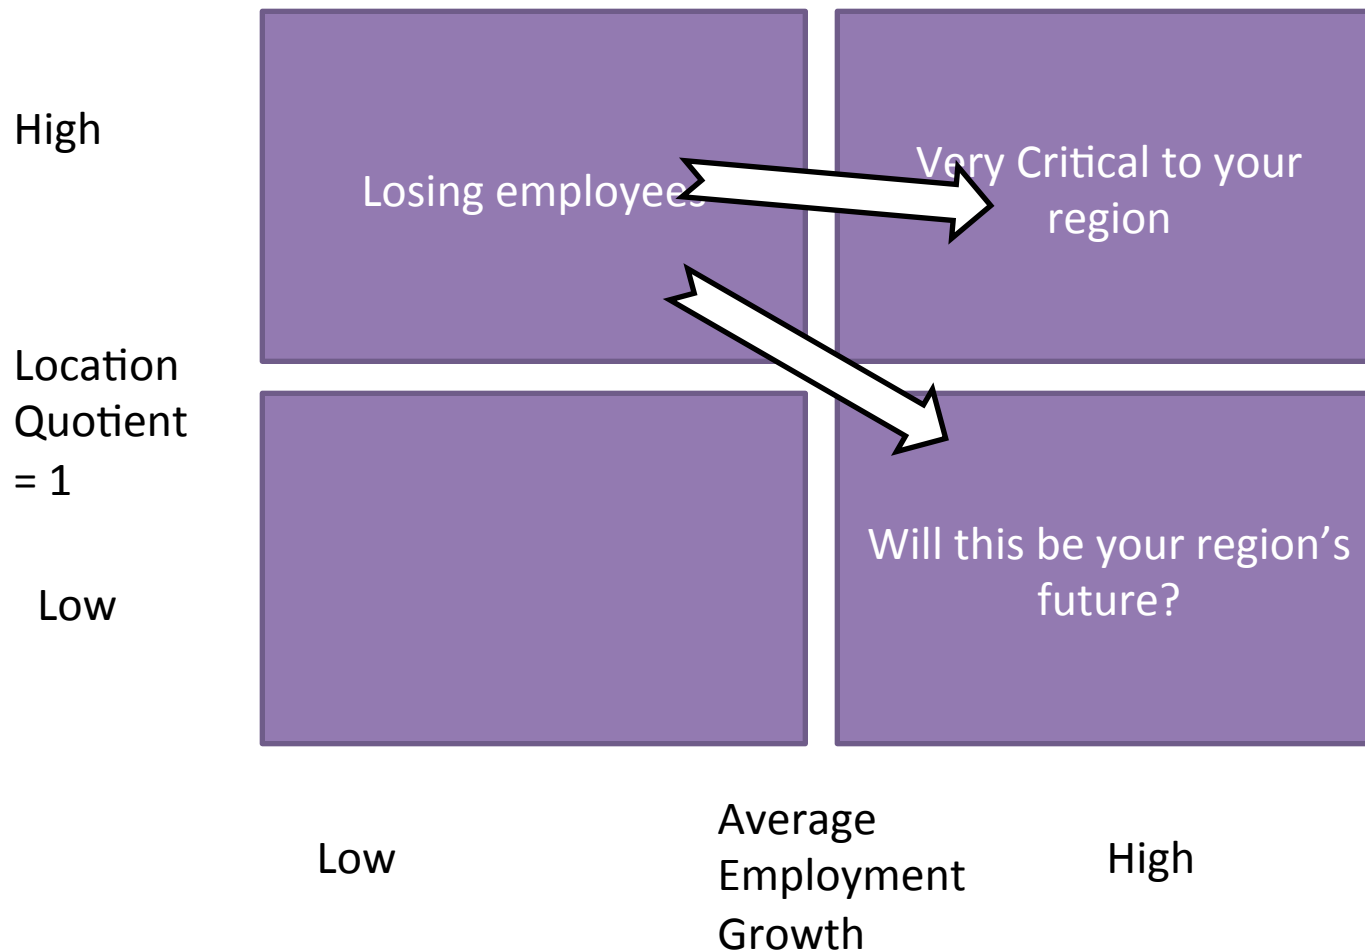 High
Losing employees
Very Critical to your
region
Location
Quotient
= 1
Low
Will this be your region’s
future?
Low
Average
Employment
Growth
High